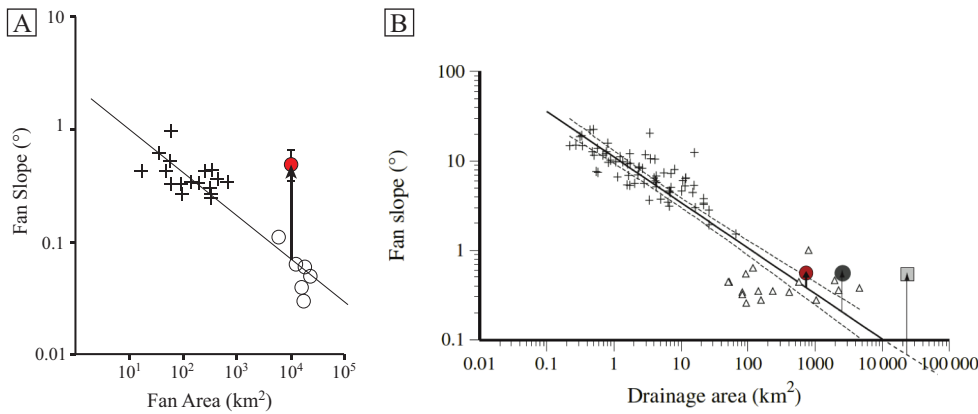 A
10
1
0.1
0.01
Fan Slope (°)
10¹ 10² 10³ 10⁴ 10⁵
Fan Area (km²)
B
100
10
1
0.1
Fan slope (°)
0.01 0.1 1 10 100 1000 10 000 100 000
Drainage area (km²)